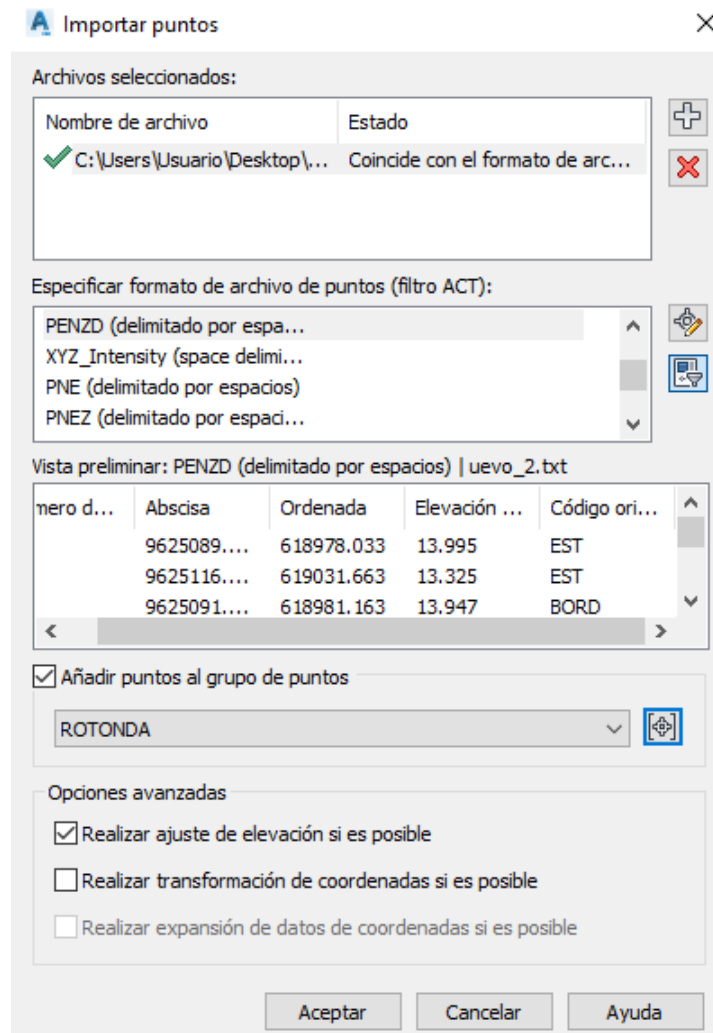 Importar puntos
Archivos seleccionados:
Nombre de archivo Estado
C:\Users\Usuario\Desktop\... Coincide con el formato de arc...
Especificar formato de archivo de puntos (filtro ACT):
PENZD (delimitado por espa...
XYZ_Intensity (space delimi...
PNE (delimitado por espacios)
PNEZ (delimitado por espaci...
Vista preliminar: PENZD (delimitado por espacios) | uevo_2.txt
mero d... Abscisa Ordenada Elevación ... Código ori...
9625089.... 618978.033 13.995 EST
9625116.... 619031.663 13.325 EST
9625091.... 618981.163 13.947 BORD
Añadir puntos al grupo de puntos
ROTONDA
Opciones avanzadas
Realizar ajuste de elevación si es posible
Realizar transformación de coordenadas si es posible
Realizar expansión de datos de coordenadas si es posible
Aceptar Cancelar Ayuda